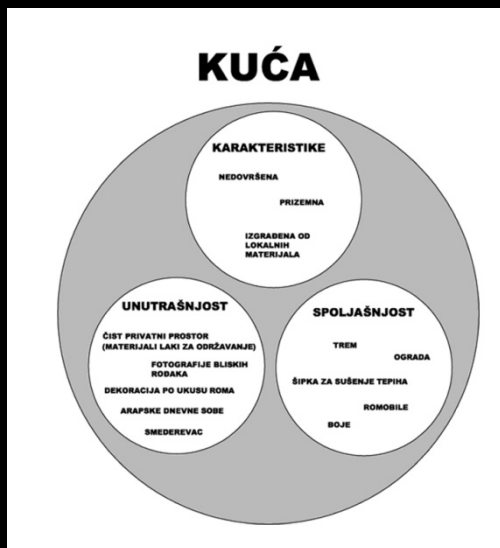 KUĆA
KARAKTERISTIKE
NEDOVRŠENA
PRIZEMNA
IZGRAĐENA OD
LOKALNIH
MATERIJALA
UNUTRAŠNJOST
ČIST PRIVATNI PROSTOR
(MATERIJALI LAKI ZA ODRŽAVANJE)
FOTOGRAFIJE BLISKIH
ROĐAKA
DEKORACIJA PO UKUSU ROMA
ARAPSKE DNEVNE SOBE
SMEDEREVAC
SPOLJAŠNJOST
TREM
OGRADA
ŠIPKA ZA SUŠENJE TEPIHA
ROMOBILE
BOJE